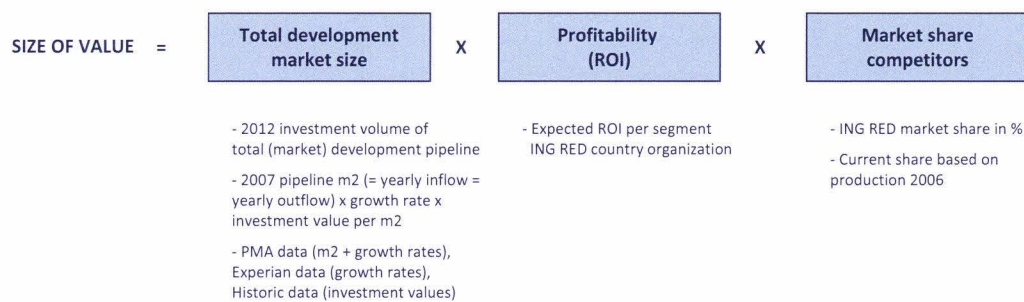 SIZE OF VALUE =
Total development
market size
X
Profitability
(ROI)
X
Market share
competitors
- 2012 investment volume of
total (market) development pipeline
- 2007 pipeline m2 (= yearly inflow =
yearly outflow) x growth rate x
investment value per m2
- PMA data (m2 + growth rates),
Experian data (growth rates),
Historic data (investment values)
- Expected ROI per segment
ING RED country organization
- ING RED market share in %
- Current share based on
production 2006